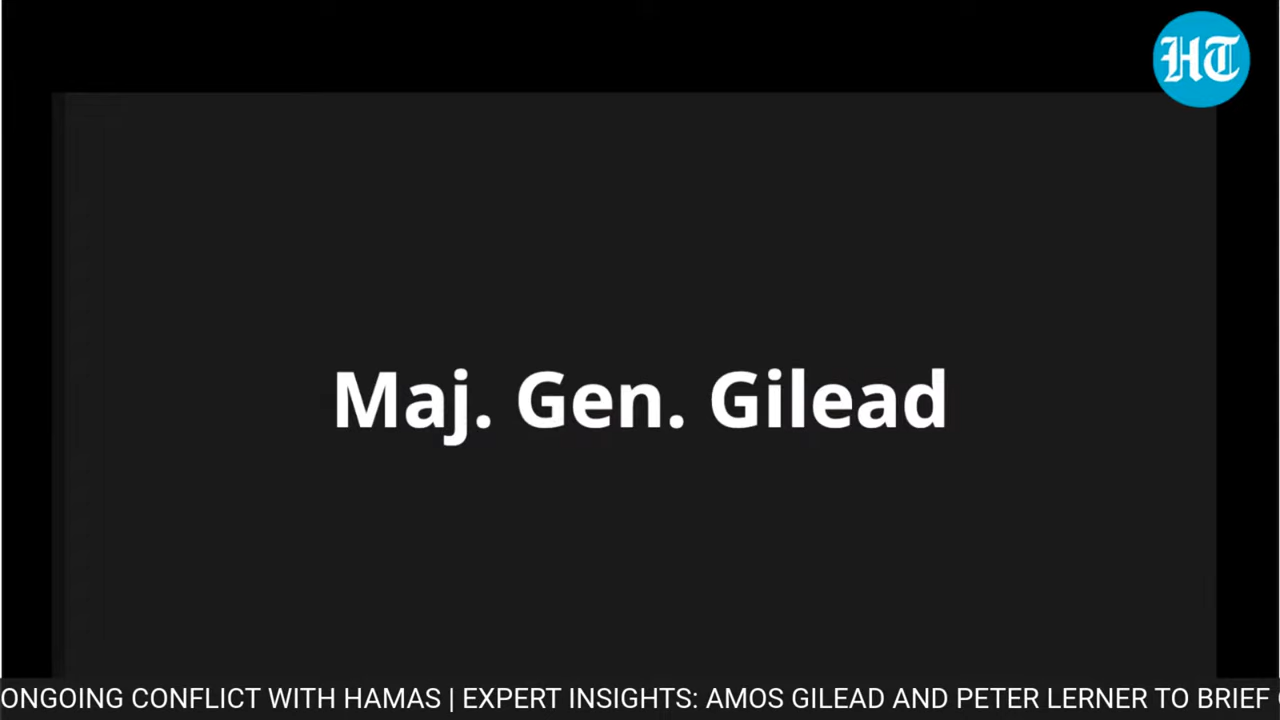 HT
Maj. Gen. Gilead
ONGOING CONFLICT WITH HAMAS | EXPERT INSIGHTS: AMOS GILEAD AND PETER LERNER TO BRIEF